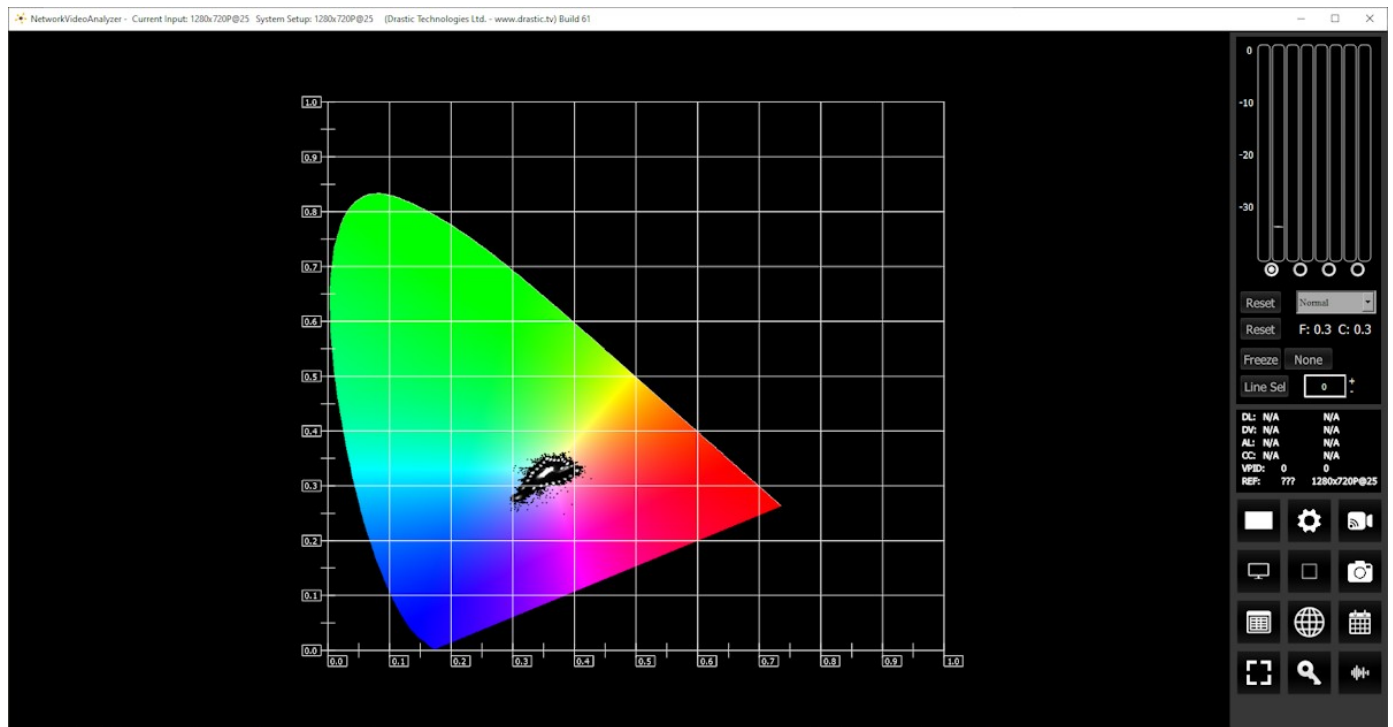 NetworkVideoAnalyzer - Current Input: 1280x720P@25 System Setup: 1280x720P@25 (Drastic Technologies Ltd. - www.drastic.tv) Build 61
1.0
0.9
0.8
0.7
0.6
0.5
0.4
0.3
0.2
0.1
0.0
0.0 0.1 0.2 0.3 0.4 0.5 0.6 0.7 0.8 0.9 1.0
0
-10
-20
-30
Reset Normal
Reset F: 0.3 C: 0.3
Freeze None
Line Sel 0 + -
DL: N/A N/A
DV: N/A N/A
AL: N/A N/A
CC: N/A N/A
VPID: 0 0
REF: ??? 1280x720P@25